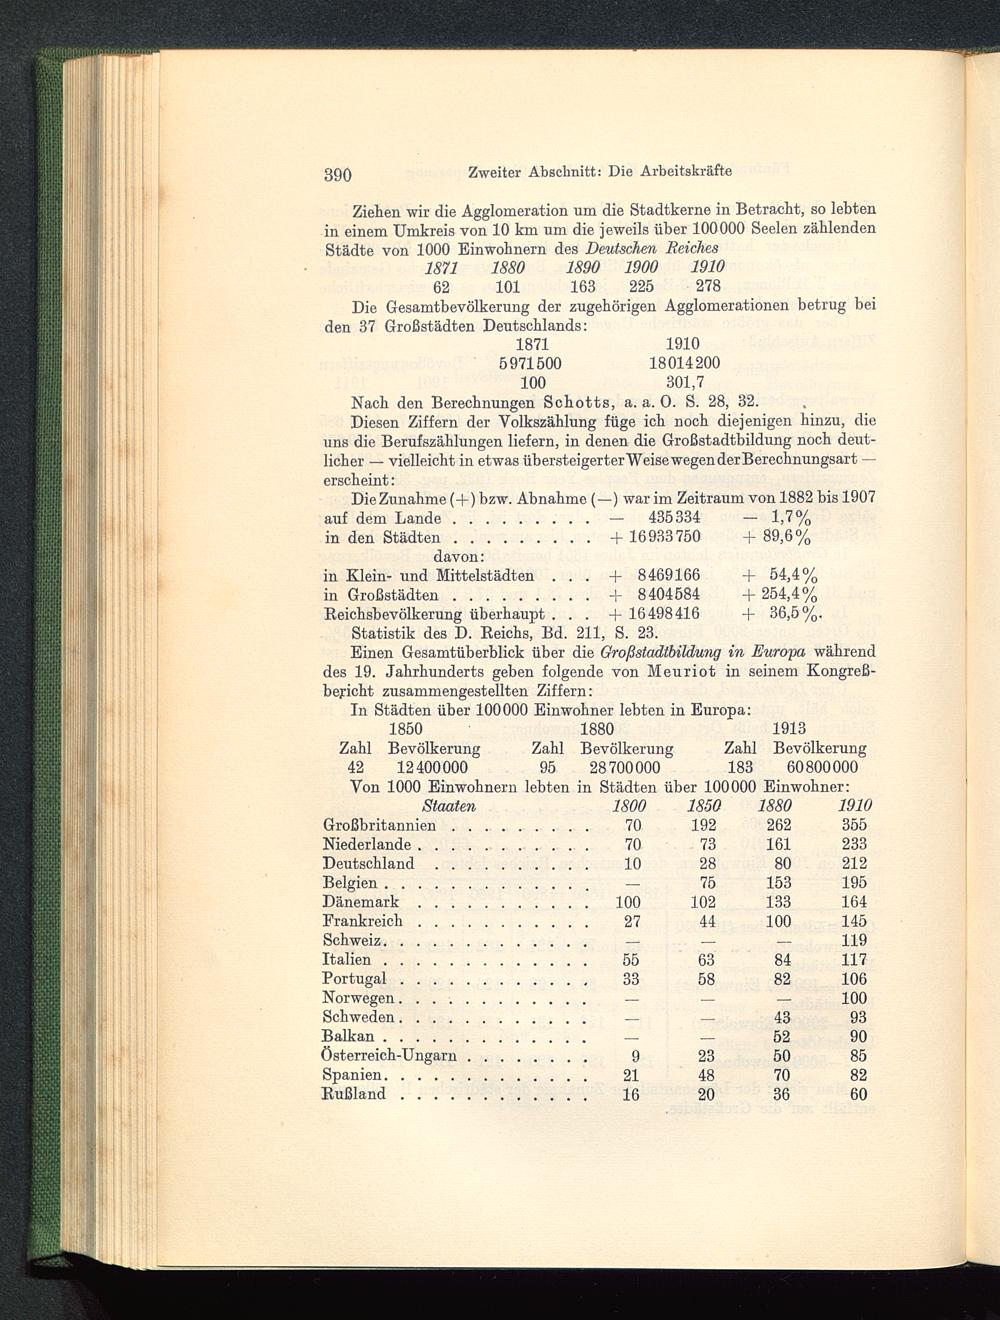 390 Zweiter Abschnitt: Die Arbeitskräfte
Ziehen wir die Agglomeration um die Stadtkerne in Betracht, so lebten
in einem Umkreis von 10 km um die jeweils über 100000 Seelen zählenden
Städte von 1000 Einwohnern des Deutschen Reiches
1871 1880 1890 1900 1910
62 101 163 225 278
Die Gesamtbevölkerung der zugehörigen Agglomerationen betrug bei
den 37 Großstädten Deutschlands:
1871 1910
5971500 18014200
100 301,7
Nach den Berechnungen Schotts, a. a. O. S. 28, 32.
Diesen Ziffern der Volkszählung füge ich noch diejenigen hinzu, die
uns die Berufszählungen liefern, in denen die Großstadtbildung noch deut-
licher — vielleicht in etwas übersteigerter Weise wegen der Berechnungsart —
erscheint:
Die Zunahme (+) bzw. Abnahme (—) war im Zeitraum von 1882 bis 1907
auf dem Lande . . . . . . . . . — 435334 — 1,7%
in den Städten . . . . . . . . . + 16933750 + 89,6%
davon:
in Klein- und Mittelstädten . . . + 8469166 + 54,4%
in Großstädten . . . . . . . . . + 8404584 + 254,4%
Reichsbevölkerung überhaupt . . . + 16498416 + 36,5%.
Statistik des D. Reichs, Bd. 211, S. 23.
Einen Gesamtüberblick über die Großstadtbildung in Europa während
des 19. Jahrhunderts geben folgende von Meuriot in seinem Kongreß-
bericht zusammengestellten Ziffern:
In Städten über 100000 Einwohner lebten in Europa:
1850 1880 1913
Zahl Bevölkerung Zahl Bevölkerung Zahl Bevölkerung
42 12400000 95 28700000 183 60800000
Von 1000 Einwohnern lebten in Städten über 100000 Einwohner:
Staaten 1800 1850 1880 1910
Großbritannien . . . . . . . . . 70 192 262 355
Niederlande . . . . . . . . . . . 70 73 161 233
Deutschland . . . . . . . . . . 10 28 80 212
Belgien . . . . . . . . . . . . . — 75 153 195
Dänemark . . . . . . . . . . . 100 102 133 164
Frankreich . . . . . . . . . . . 27 44 100 145
Schweiz. . . . . . . . . . . . . — — — 119
Italien . . . . . . . . . . . . . 55 63 84 117
Portugal . . . . . . . . . . . . 33 58 82 106
Norwegen . . . . . . . . . . . . — — — 100
Schweden . . . . . . . . . . . . — — 43 93
Balkan . . . . . . . . . . . . . — — 52 90
Österreich-Ungarn . . . . . . . . 9 23 50 85
Spanien. . . . . . . . . . . . . 21 48 70 82
Rußland . . . . . . . . . . . . 16 20 36 60